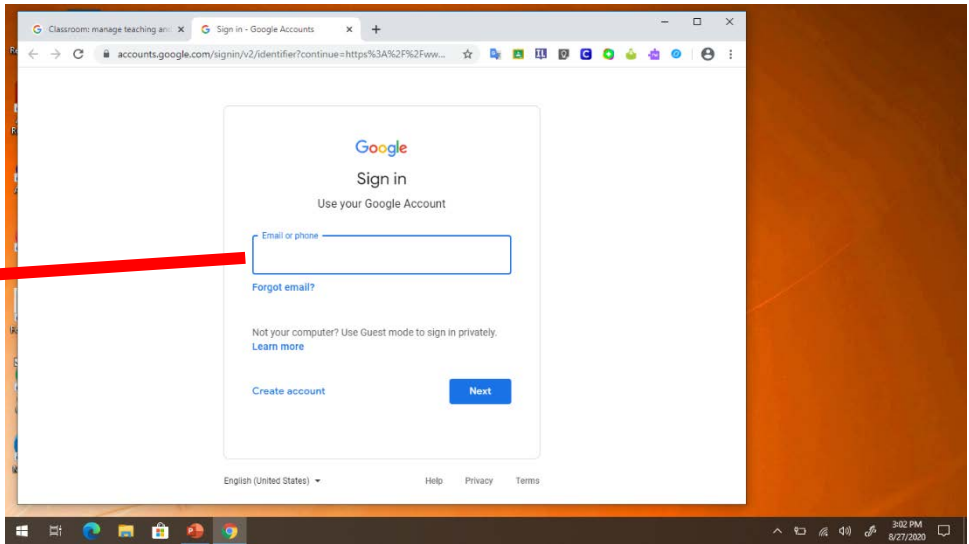 Classroom: manage teaching an
Sign in - Google Accounts
accounts.google.com/signin/v2/identifier?continue=https%3A%2F%2Fww...
Google
Sign in
Use your Google Account
Email or phone
Forgot email?
Not your computer? Use Guest mode to sign in privately.
Learn more
Create account
Next
English (United States)
Help Privacy Terms
3:02 PM
8/27/2020